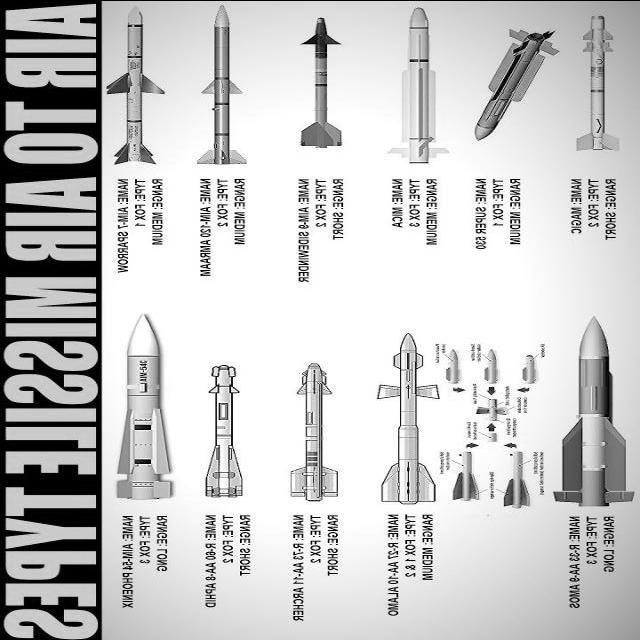 AIR TO AIR MISSILE TYPES
NAME: AIM-7 SPARROW
TYPE: FOX 1
RANGE: MEDIUM
NAME: AIM-120 AMRAAM
TYPE: FOX 2
RANGE: MEDIUM
NAME: AIM-9 SIDEWINDER
TYPE: FOX 2
RANGE: SHORT
NAME: MICA
TYPE: FOX 3
RANGE: MEDIUM
NAME: SUPER 530
TYPE: FOX 1
RANGE: MEDIUM
NAME: MAGIC
TYPE: FOX 2
RANGE: SHORT
AIM-54C
NAME: AIM-54 PHOENIX
TYPE: FOX 3
RANGE: LONG
NAME: R-60 AA-8 APHID
TYPE: FOX 2
RANGE: SHORT
NAME: AA-11 ARCHER
TYPE: FOX 2
RANGE: SHORT
NAME: R-27 AA-10 ALAMO
TYPE: FOX 1 & 2
RANGE: MEDIUM
NAME: R-33 AA-9 AMOS
TYPE: FOX 3
RANGE: LONG